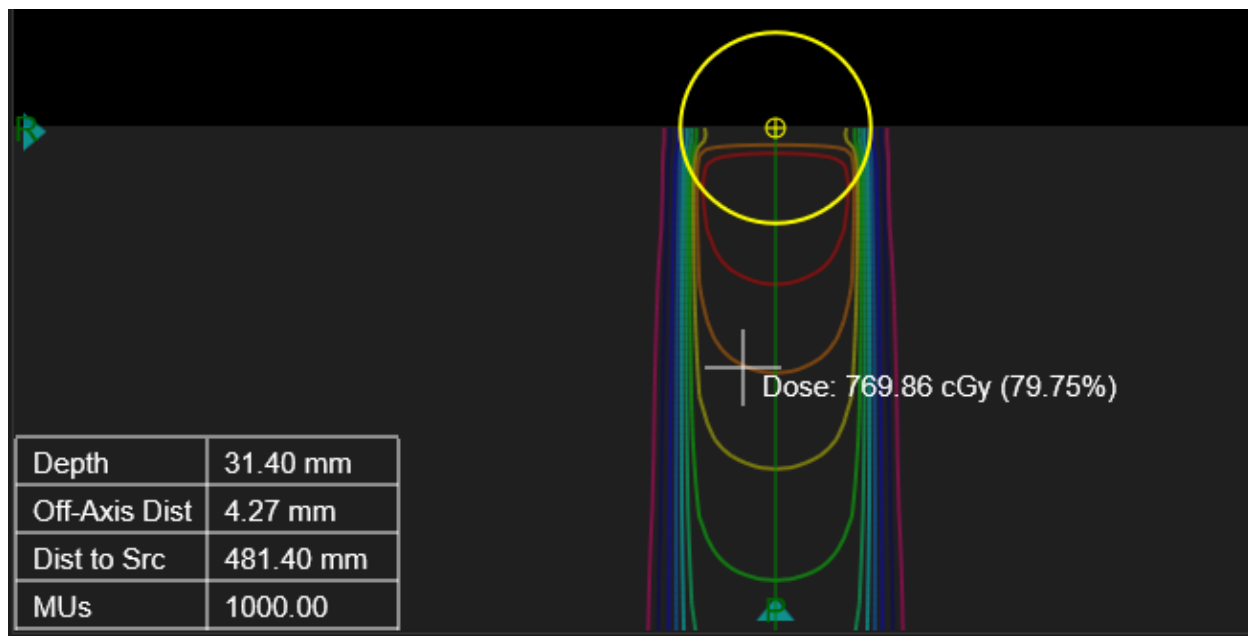 R
Dose: 769.86 cGy (79.75%)
Depth 31.40 mm
Off-Axis Dist 4.27 mm
Dist to Src 481.40 mm
MUs 1000.00
P